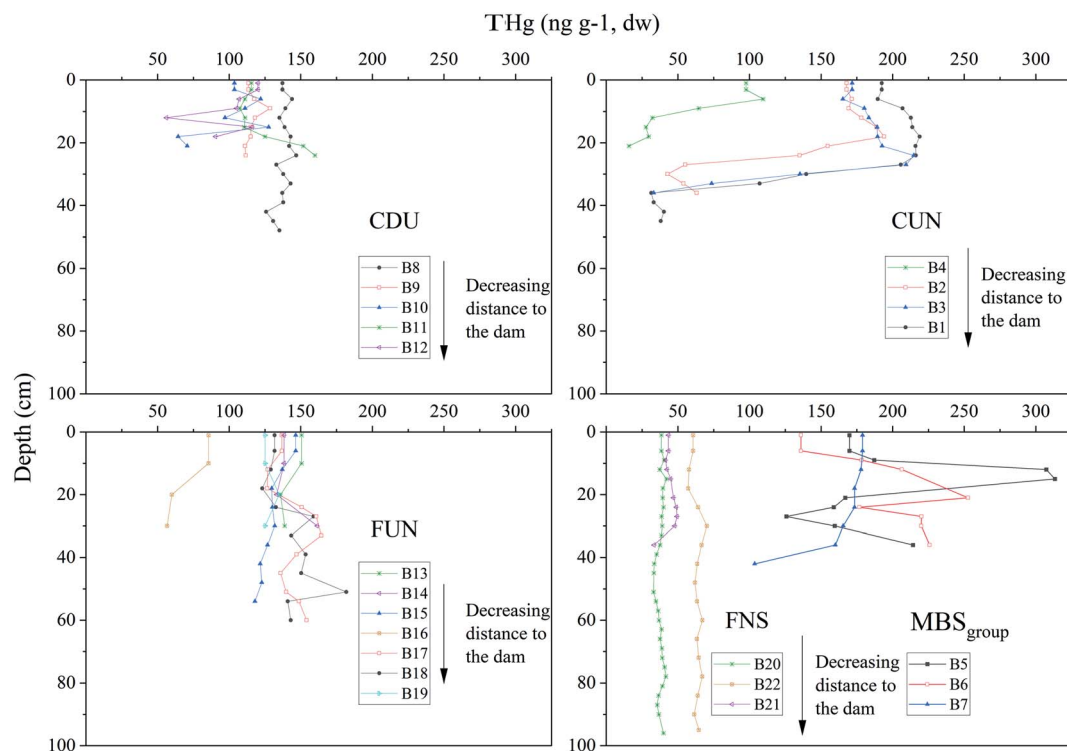 THg (ng g-1, dw)
50 100 150 200 250 300
50 100 150 200 250 300
0
20
40
60
80
100
CDU
B8
B9
B10
B11
B12
Decreasing
distance to
the dam
0
20
40
60
80
100
CUN
B4
B2
B3
B1
Decreasing
distance to
the dam
Depth (cm)
50 100 150 200 250 300
50 100 150 200 250 300
0
20
40
60
80
100
FUN
B13
B14
B15
B16
B17
B18
B19
Decreasing
distance to
the dam
0
20
40
60
80
100
FNS
B20
B22
B21
Decreasing
distance to
the dam
MBSgroup
B5
B6
B7